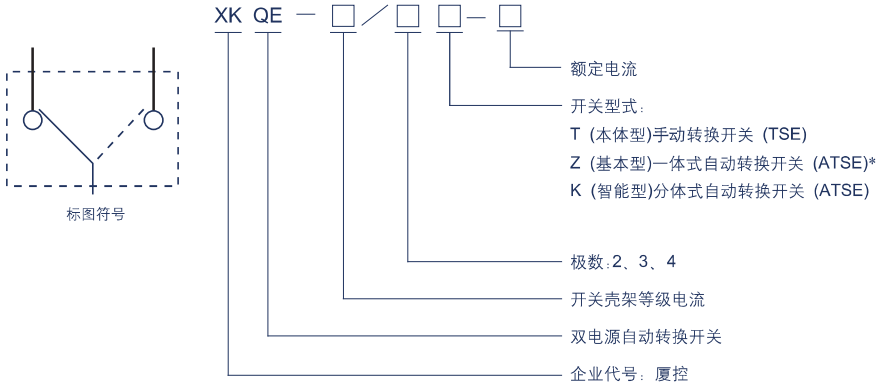 XK QE — □ / □ □ — □
额定电流
开关型式:
T (本体型)手动转换开关 (TSE)
Z (基本型)一体式自动转换开关 (ATSE)*
K (智能型)分体式自动转换开关 (ATSE)
标图符号
极数:2、3、4
开关壳架等级电流
双电源自动转换开关
企业代号: 厦控